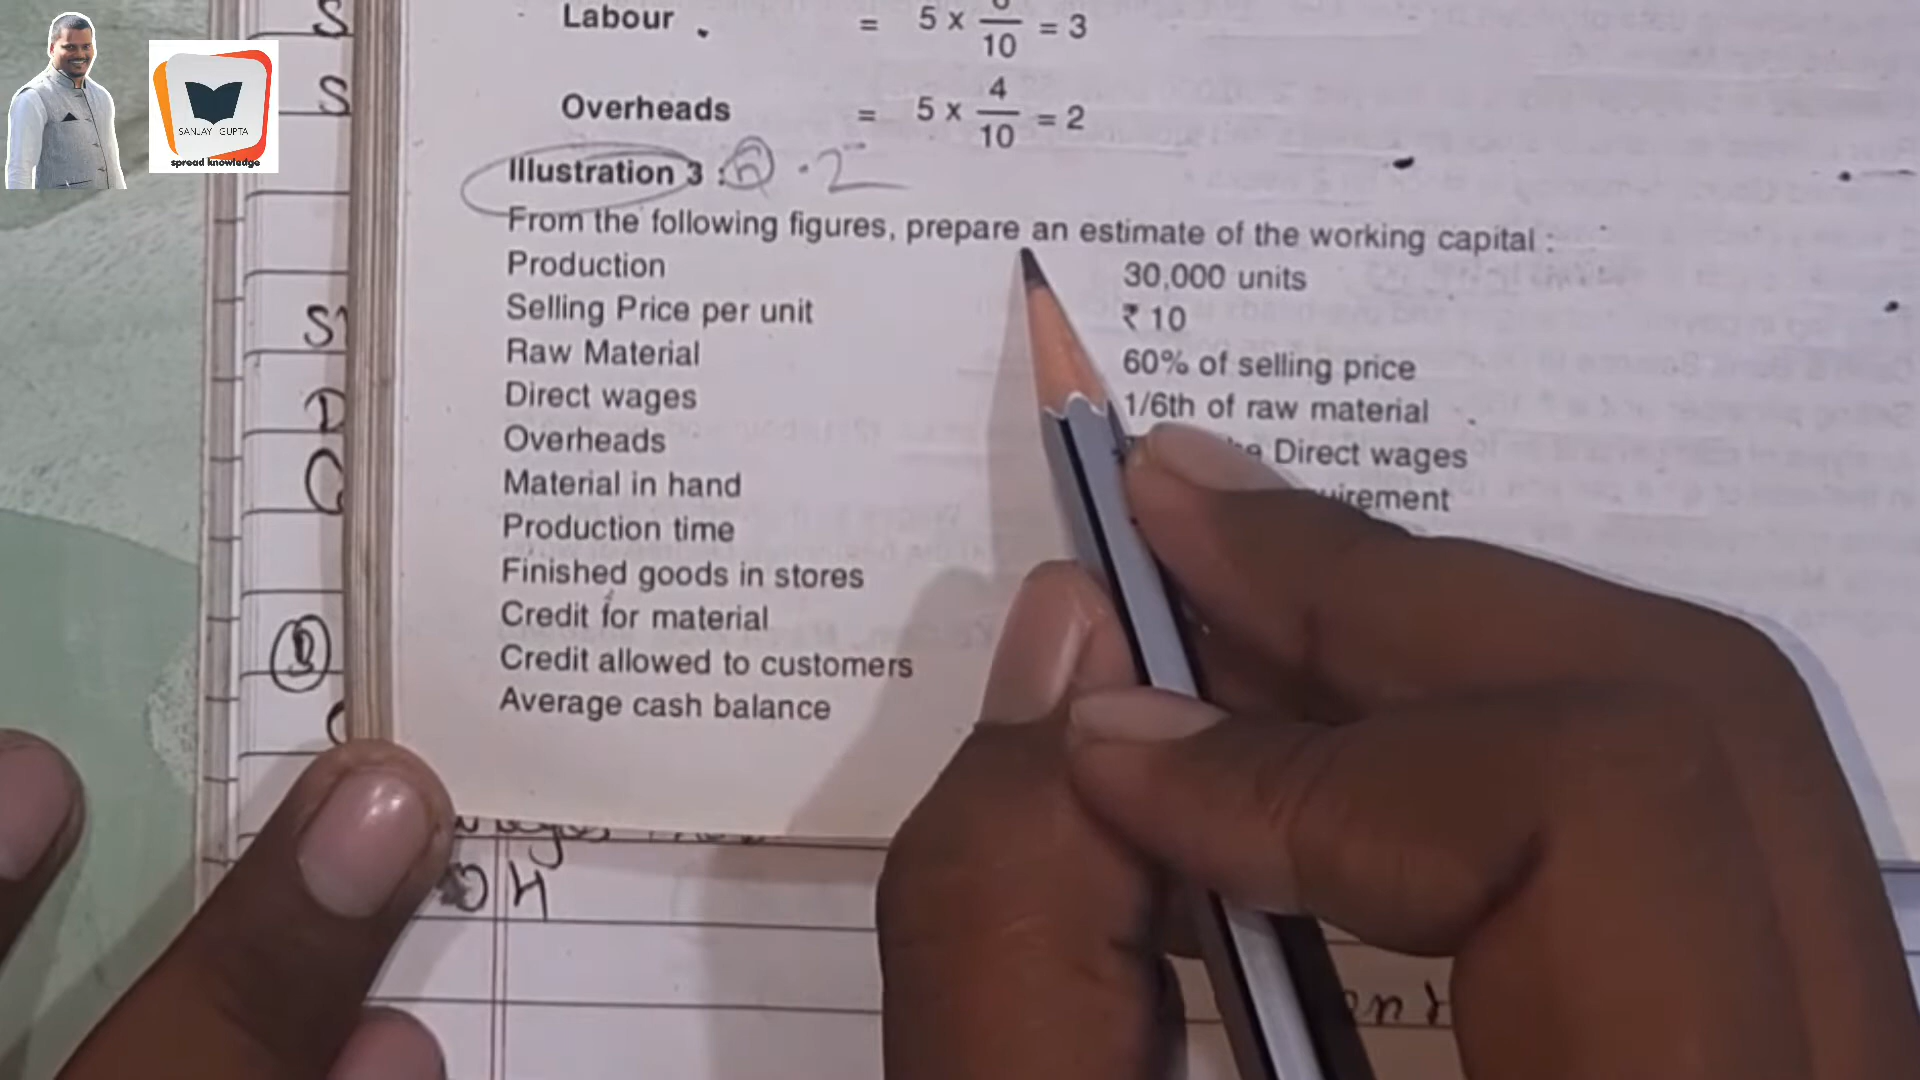 SANJAY GUPTA
spread knowledge
Labour = 5 x /10 = 3
Overheads = 5 x 4/10 = 2
Illustration 3 :
From the following figures, prepare an estimate of the working capital :
Production 30,000 units
Selling Price per unit ₹ 10
Raw Material 60% of selling price
Direct wages 1/6th of raw material
Overheads Direct wages
Material in hand
Production time
Finished goods in stores
Credit for material
Credit allowed to customers
Average cash balance
OH